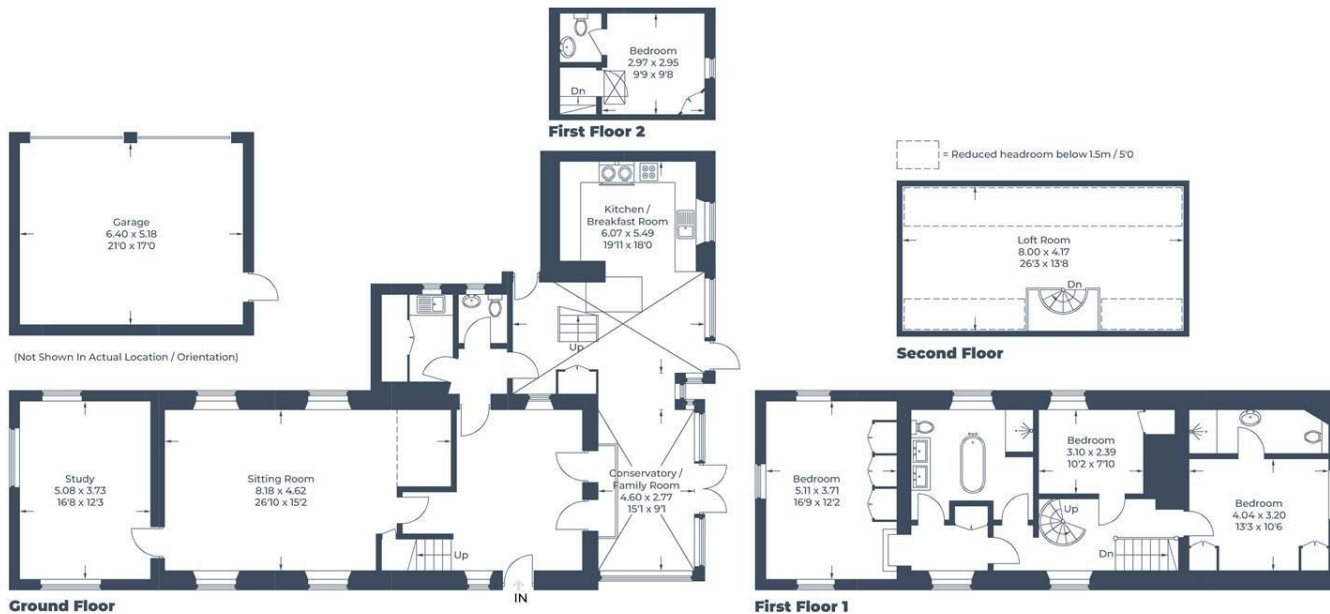 Bedroom
2.97 x 2.95
9'9 x 9'8
Dn
First Floor 2
Garage
6.40 x 5.18
21'0 x 17'0
(Not Shown In Actual Location / Orientation)
Kitchen /
Breakfast Room
6.07 x 5.49
19'11 x 18'0
Up
= Reduced headroom below 1.5m / 5'0
Loft Room
8.00 x 4.17
26'3 x 13'8
Dn
Second Floor
Study
5.08 x 3.73
16'8 x 12'3
Sitting Room
8.18 x 4.62
26'10 x 15'2
Up
Conservatory /
Family Room
4.60 x 2.77
15'1 x 9'1
IN
Ground Floor
Bedroom
5.11 x 3.71
16'9 x 12'2
Bedroom
3.10 x 2.39
10'2 x 7'10
Up
Dn
Bedroom
4.04 x 3.20
13'3 x 10'6
First Floor 1